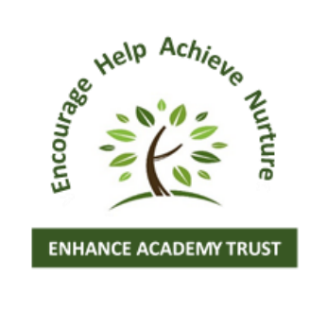 Encourage Help Achieve Nurture
ENHANCE ACADEMY TRUST